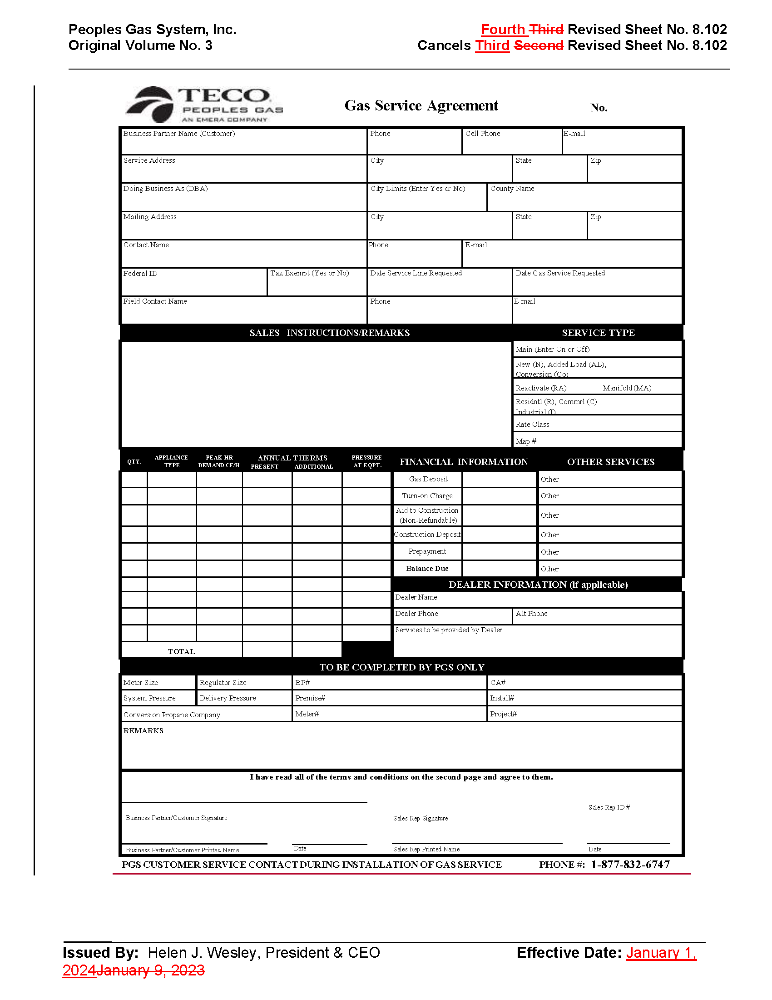 Peoples Gas System, Inc.
Original Volume No. 3
Fourth Third Revised Sheet No. 8.102
Cancels Third Second Revised Sheet No. 8.102
TECO
PEOPLES GAS
AN EMERA COMPANY
Gas Service Agreement
No.
Business Partner Name (Customer) Phone Cell Phone E-mail
Service Address City State Zip
Doing Business As (DBA) City Limits (Enter Yes or No) County Name
Mailing Address City State Zip
Contact Name Phone E-mail
Federal ID Tax Exempt (Yes or No) Date Service Line Requested Date Gas Service Requested
Field Contact Name Phone E-mail
SALES INSTRUCTIONS/REMARKS SERVICE TYPE
Main (Enter On or Off)
New (N), Added Load (AL),
Conversion (Co)
Reactivate (RA) Manifold (MA)
Residntl (R), Commrl (C)
Industrial (I)
Rate Class
Map #
QTY. APPLIANCE TYPE PEAK HR DEMAND CF/H ANNUAL THERMS PRESENT ADDITIONAL PRESSURE AT EQPT. FINANCIAL INFORMATION OTHER SERVICES
Gas Deposit Other
Turn-on Charge Other
Aid to Construction
(Non-Refundable) Other
Construction Deposit Other
Prepayment Other
Balance Due Other
DEALER INFORMATION (if applicable)
Dealer Name
Dealer Phone Alt Phone
Services to be provided by Dealer
TOTAL
TO BE COMPLETED BY PGS ONLY
Meter Size Regulator Size BP# CA#
System Pressure Delivery Pressure Premise# Install#
Conversion Propane Company Meter# Project#
REMARKS
I have read all of the terms and conditions on the second page and agree to them.
Sales Rep ID #
Business Partner/Customer Signature Sales Rep Signature
Business Partner/Customer Printed Name Date Sales Rep Printed Name Date
PGS CUSTOMER SERVICE CONTACT DURING INSTALLATION OF GAS SERVICE PHONE #: 1-877-832-6747
Issued By: Helen J. Wesley, President & CEO Effective Date: January 1,
2024January 9, 2023